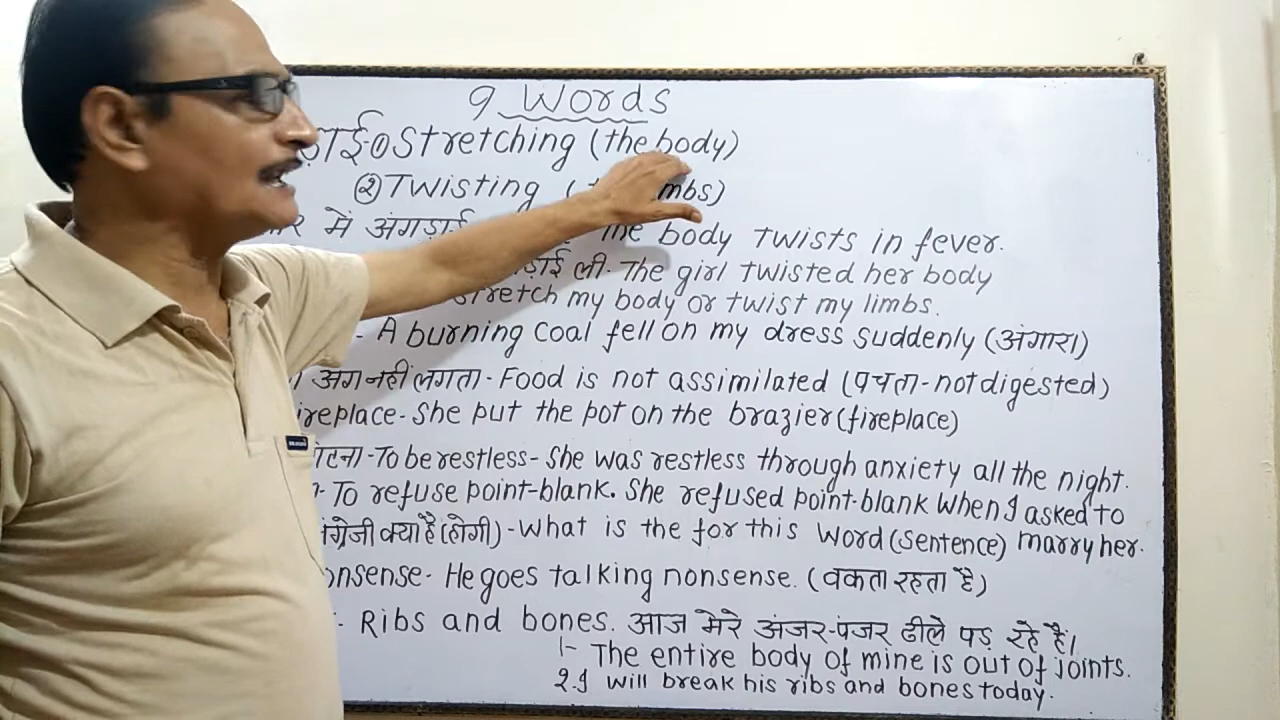 9 Words
ड़ाई-① Stretching (the body)
② Twisting ( mbs)
में अंगड़ाई The body twists in fever.
ड़ाई ली. The girl twisted her body
stretch my body or twist my limbs.
- A burning coal fell on my dress suddenly (अंगारा)
अंग नहीं लगता - Food is not assimilated (पचता - not digested)
ireplace - She put the pot on the brazier (fireplace)
टना - To be restless - She was restless through anxiety all the night.
- To refuse point-blank. She refused point-blank when I asked to
ग्रेजी क्या है (होगी) - What is the for this word (sentence) marry her.
onsense - He goes talking nonsense. (वकता रहता है)
- Ribs and bones. आज मेरे अंजर-पंजर ढीले पड़ रहे हैं।
1- The entire body of mine is out of joints.
2. I will break his ribs and bones today.